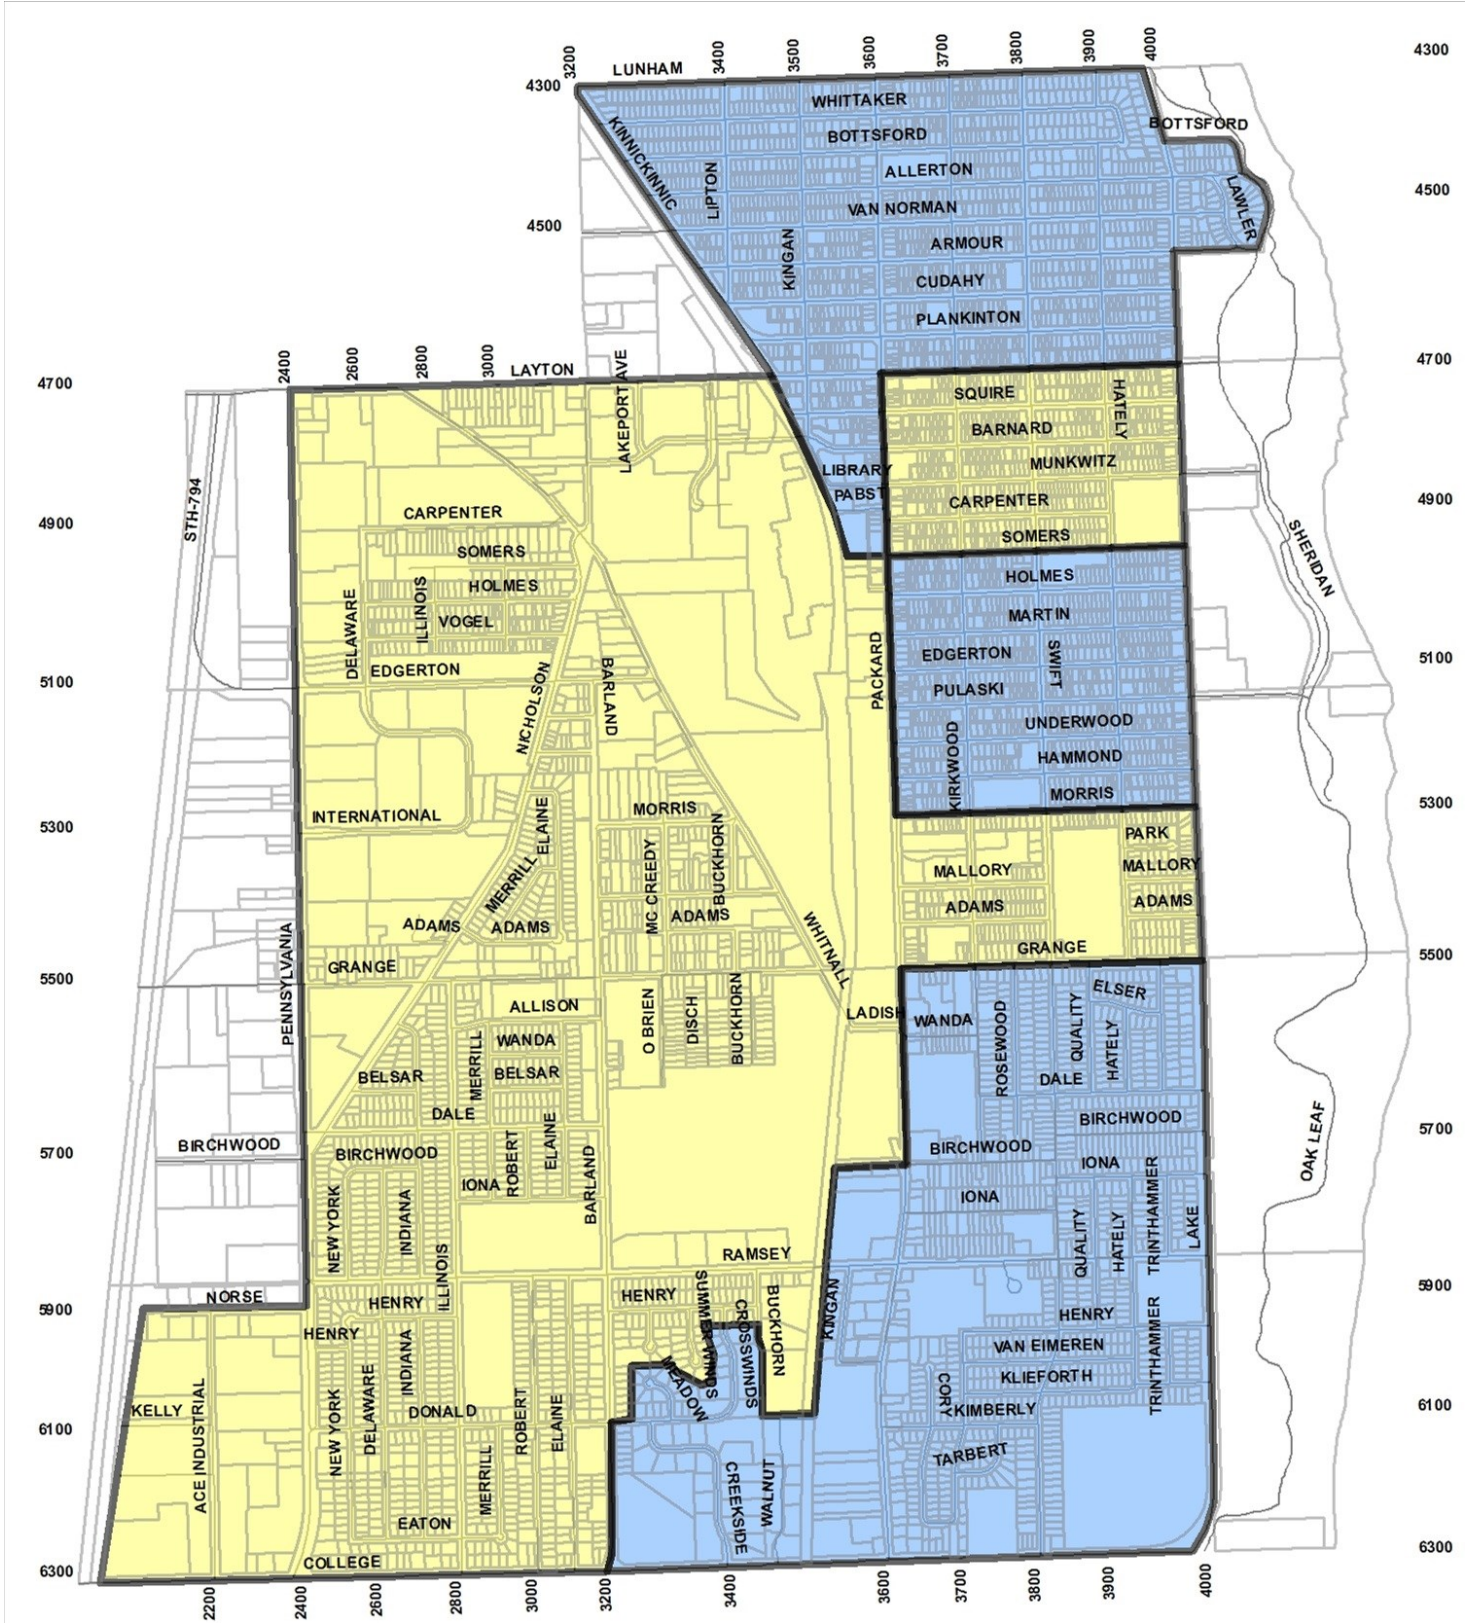 3200
LUNHAM
3400
3500
3600
3700
3800
3900
4000
4300
4300
WHITTAKER
BOTTSFORD
BOTTSFORD
KINNICKINNIC
ALLERTON
LIPTON
LAWLER
4500
VAN NORMAN
4500
ARMOUR
KINGAN
CUDAHY
PLANKINTON
4700
2400
2600
2800
3000
LAYTON
LAKEPORT AVE
4700
SQUIRE
HATELY
BARNARD
MUNKWITZ
LIBRARY
PABST
CARPENTER
4900
SOMERS
STH-794
4900
CARPENTER
SOMERS
HOLMES
VOGEL
ILLINOIS
DELAWARE
EDGERTON
SHERIDAN
HOLMES
MARTIN
EDGERTON
SWIFT
PULASKI
5100
PACKARD
BARLAND
NICHOLSON
5100
UNDERWOOD
HAMMOND
KIRKWOOD
MORRIS
5300
INTERNATIONAL
5300
ELAINE
MORRIS
MC CREEDY
BUCKHORN
PARK
MALLORY
MALLORY
MERRILL
ADAMS
ADAMS
ADAMS
ADAMS
ADAMS
WHITNALL
PENNSYLVANIA
GRANGE
GRANGE
5500
5500
ALLISON
O BRIEN
DISCH
BUCKHORN
LADISH
WANDA
ROSEWOOD
QUALITY
ELSER
HATELY
WANDA
MERRILL
BELSAR
BELSAR
DALE
DALE
BIRCHWOOD
5700
BIRCHWOOD
5700
BIRCHWOOD
BIRCHWOOD
ROBERT
ELAINE
IONA
BARLAND
IONA
IONA
OAK LEAF
NEW YORK
INDIANA
QUALITY
HATELY
TRINTHAMMER
LAKE
ILLINOIS
RAMSEY
5900
NORSE
5900
HENRY
HENRY
HENRY
SUMMER WINDS
CROSSWINDS
BUCKHORN
KINGAN
HENRY
TRINTHAMMER
VAN EIMEREN
KLIEFORTH
INDIANA
DELAWARE
NEW YORK
MEADOW
CORY
KIMBERLY
6100
KELLY
ACE INDUSTRIAL
DONALD
ROBERT
ELAINE
6100
TARBERT
MERRILL
CREEKSIDE
WALNUT
EATON
COLLEGE
6300
6300
2200
2400
2600
2800
3000
3400
3600
3700
3800
3900
4000